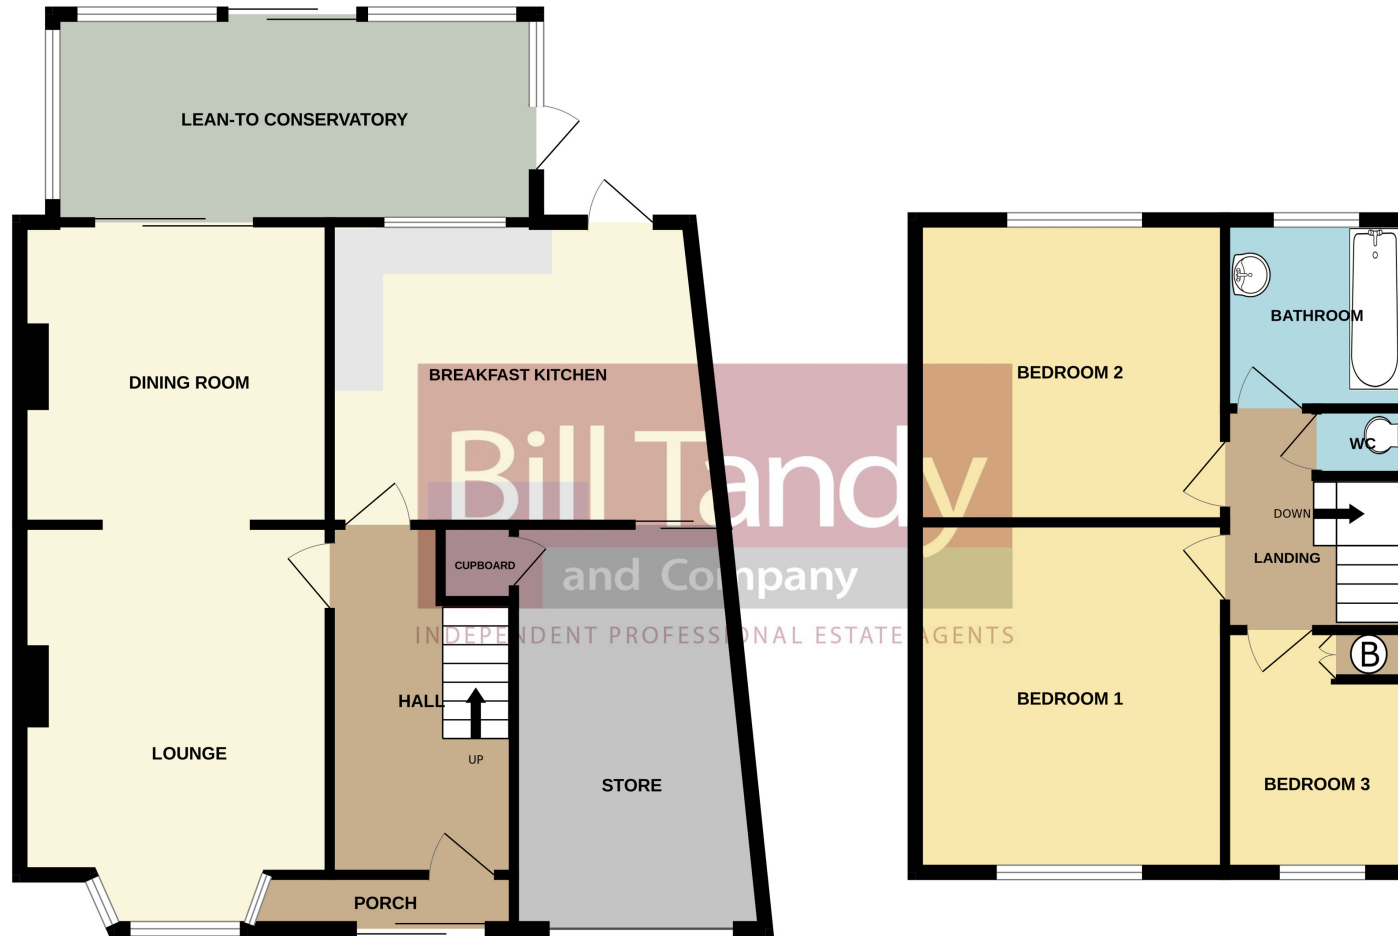 LEAN-TO CONSERVATORY
DINING ROOM
BREAKFAST KITCHEN
BEDROOM 2
BATHROOM
WC
Bill Tandy
and Company
INDEPENDENT PROFESSIONAL ESTATE AGENTS
DOWN
LANDING
CUPBOARD
B
HALL
UP
LOUNGE
STORE
PORCH
BEDROOM 1
BEDROOM 3